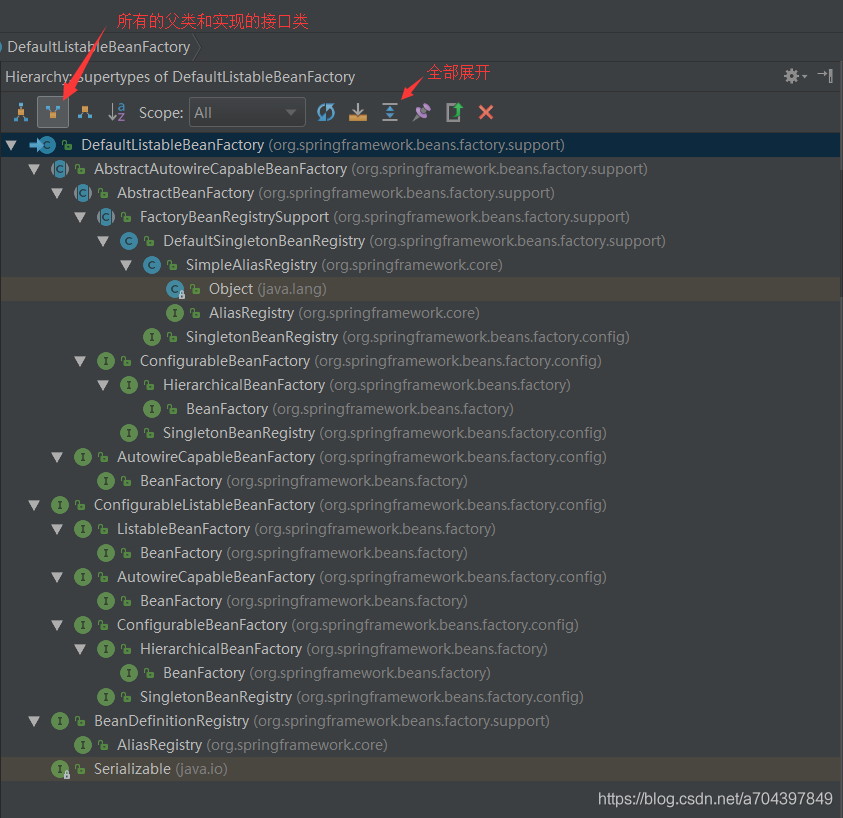 所有的父类和实现的接口类
DefaultListableBeanFactory
Hierarchy: Supertypes of DefaultListableBeanFactory
全部展开
Scope: All
DefaultListableBeanFactory (org.springframework.beans.factory.support)
AbstractAutowireCapableBeanFactory (org.springframework.beans.factory.support)
AbstractBeanFactory (org.springframework.beans.factory.support)
FactoryBeanRegistrySupport (org.springframework.beans.factory.support)
DefaultSingletonBeanRegistry (org.springframework.beans.factory.support)
SimpleAliasRegistry (org.springframework.core)
Object (java.lang)
AliasRegistry (org.springframework.core)
SingletonBeanRegistry (org.springframework.beans.factory.config)
ConfigurableBeanFactory (org.springframework.beans.factory.config)
HierarchicalBeanFactory (org.springframework.beans.factory)
BeanFactory (org.springframework.beans.factory)
SingletonBeanRegistry (org.springframework.beans.factory.config)
AutowireCapableBeanFactory (org.springframework.beans.factory.config)
BeanFactory (org.springframework.beans.factory)
ConfigurableListableBeanFactory (org.springframework.beans.factory.config)
ListableBeanFactory (org.springframework.beans.factory)
BeanFactory (org.springframework.beans.factory)
AutowireCapableBeanFactory (org.springframework.beans.factory.config)
BeanFactory (org.springframework.beans.factory)
ConfigurableBeanFactory (org.springframework.beans.factory.config)
HierarchicalBeanFactory (org.springframework.beans.factory)
BeanFactory (org.springframework.beans.factory)
SingletonBeanRegistry (org.springframework.beans.factory.config)
BeanDefinitionRegistry (org.springframework.beans.factory.support)
AliasRegistry (org.springframework.core)
Serializable (java.io)
https://blog.csdn.net/a704397849